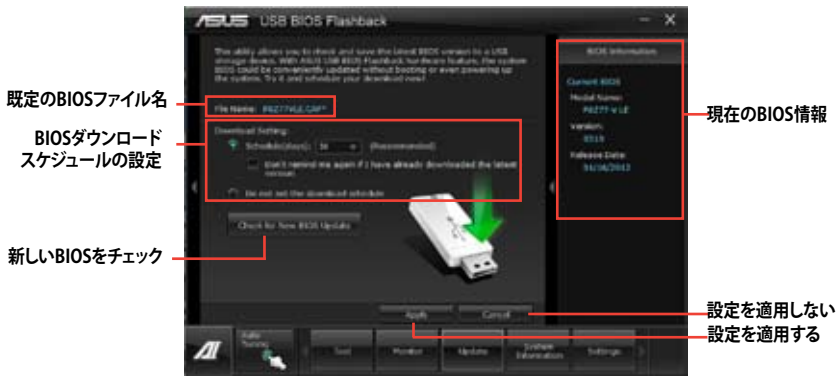 ASUS USB BIOS Flashback
This utility allows you to check and save the latest BIOS version to a USB
storage device. With ASUS USB BIOS Flashback hardware feature, the system
BIOS could be conveniently updated without booting or even powering up
the system. Try it and schedule your download now!
既定のBIOSファイル名
File Name: P8Z77VLE.CAP
BIOSダウンロード
スケジュールの設定
Download Setting:
Schedule(days): (Recommended)
Don't remind me again if I have already downloaded the latest
version
Do not set the download schedule
新しいBIOSをチェック
Check for New BIOS Update
BIOS Information
Current BIOS
Model Name:
P8Z77-V LE
Version:
Release Date:
現在のBIOS情報
Apply
Cancel
設定を適用しない
設定を適用する
AI
Auto
Tuning
Tool
Monitor
Update
System
Information
Settings